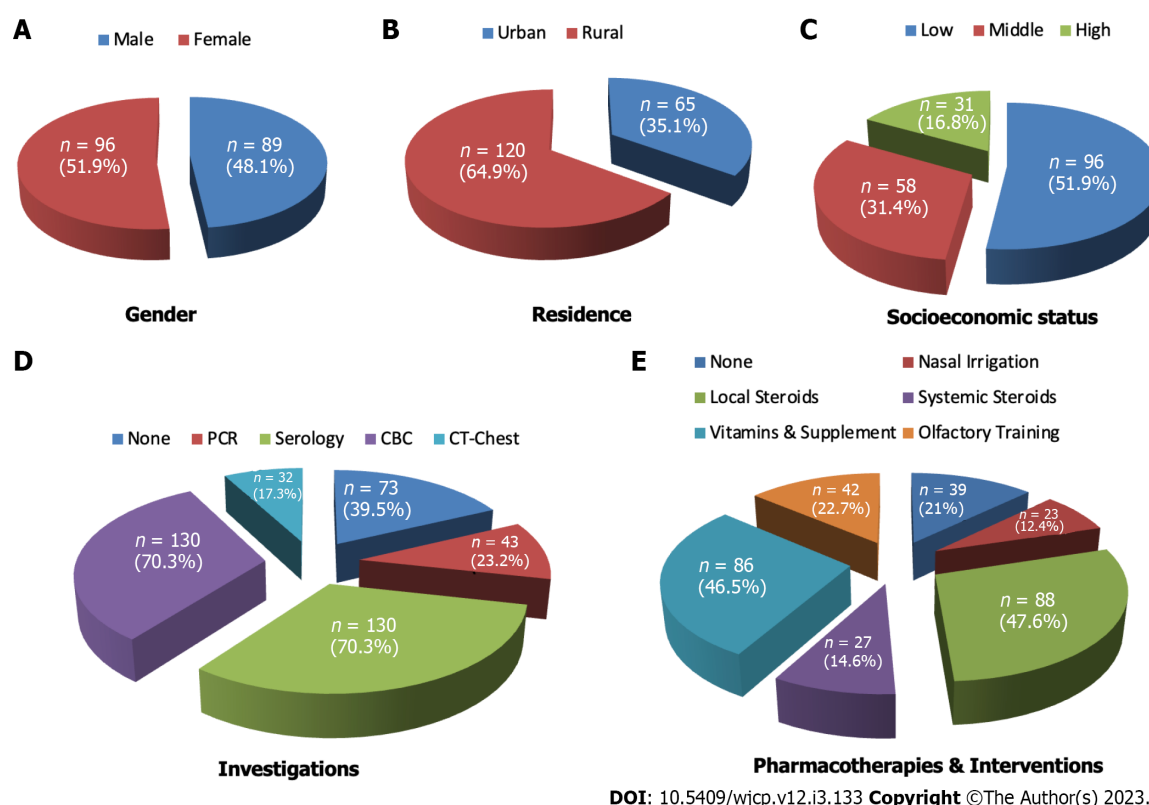 A
Male Female
n = 96
(51.9%)
n = 89
(48.1%)
Gender
B
Urban Rural
n = 65
(35.1%)
n = 120
(64.9%)
Residence
C
Low Middle High
n = 31
(16.8%)
n = 96
(51.9%)
n = 58
(31.4%)
Socioeconomic status
D
None PCR Serology CBC CT-Chest
n = 32
(17.3%)
n = 73
(39.5%)
n = 43
(23.2%)
n = 130
(70.3%)
n = 130
(70.3%)
Investigations
E
None Nasal Irrigation
Local Steroids Systemic Steroids
Vitamins & Supplement Olfactory Training
n = 42
(22.7%)
n = 39
(21%)
n = 23
(12.4%)
n = 86
(46.5%)
n = 88
(47.6%)
n = 27
(14.6%)
Pharmacotherapies & Interventions
DOI: 10.5409/wjcp.v12.i3.133 Copyright ©The Author(s) 2023.